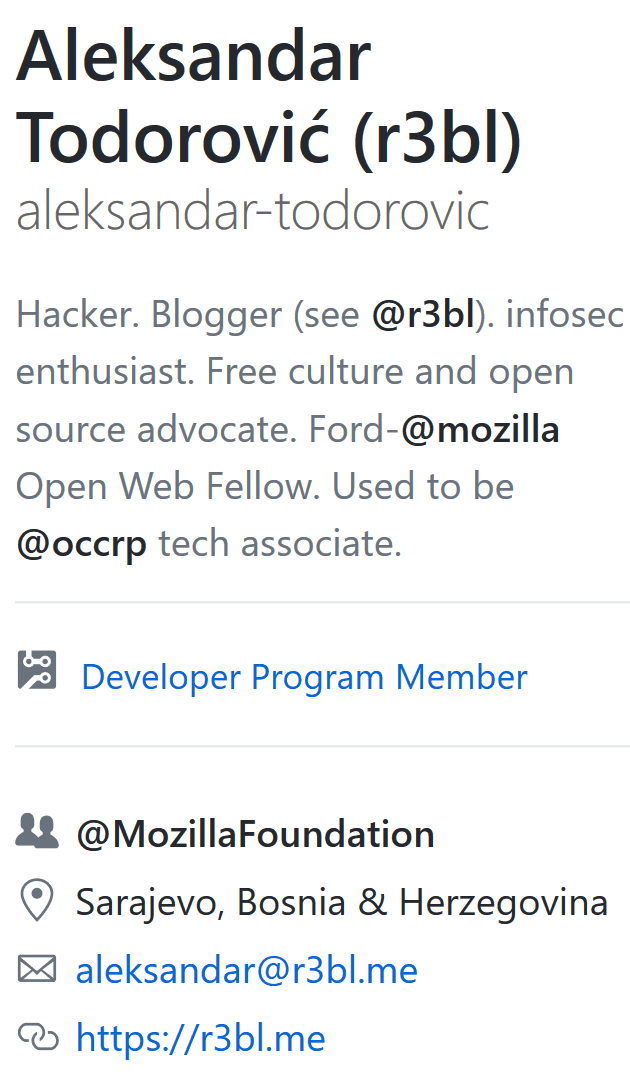 Aleksandar
Todorović (r3bl)
aleksandar-todorovic
Hacker. Blogger (see @r3bl). infosec
enthusiast. Free culture and open
source advocate. Ford-@mozilla
Open Web Fellow. Used to be
@occrp tech associate.
Developer Program Member
@MozillaFoundation
Sarajevo, Bosnia & Herzegovina
aleksandar@r3bl.me
https://r3bl.me